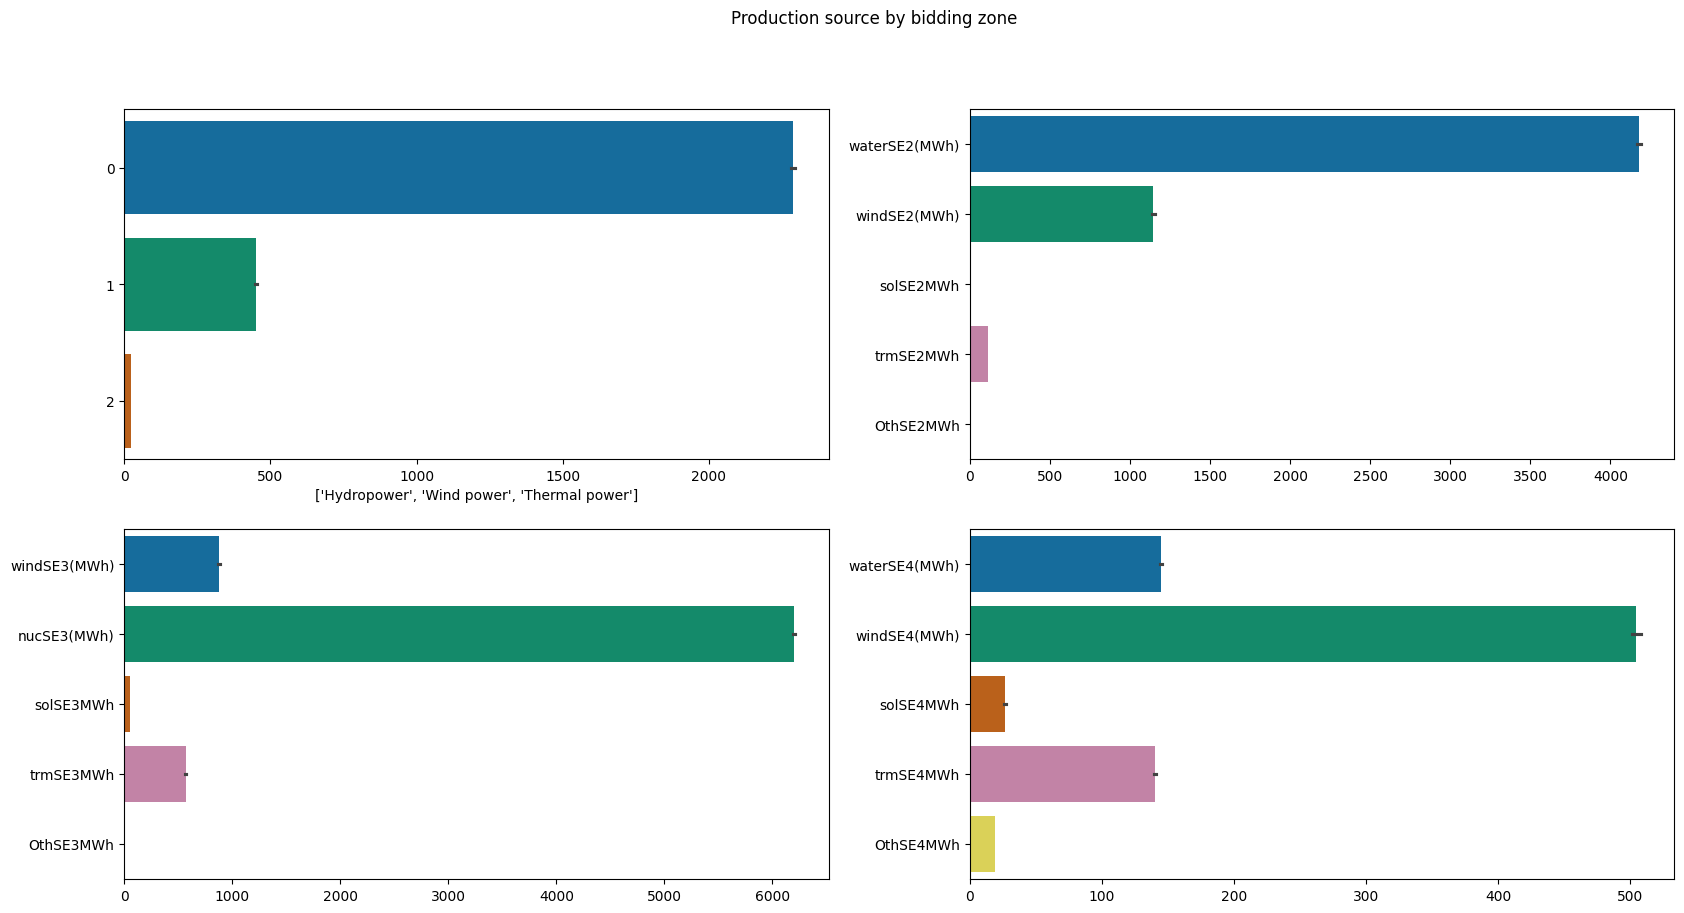 Production source by bidding zone
0
1
2
0 500 1000 1500 2000
['Hydropower', 'Wind power', 'Thermal power']
waterSE2(MWh)
windSE2(MWh)
solSE2MWh
trmSE2MWh
OthSE2MWh
0 500 1000 1500 2000 2500 3000 3500 4000
windSE3(MWh)
nucSE3(MWh)
solSE3MWh
trmSE3MWh
OthSE3MWh
0 1000 2000 3000 4000 5000 6000
waterSE4(MWh)
windSE4(MWh)
solSE4MWh
trmSE4MWh
OthSE4MWh
0 100 200 300 400 500